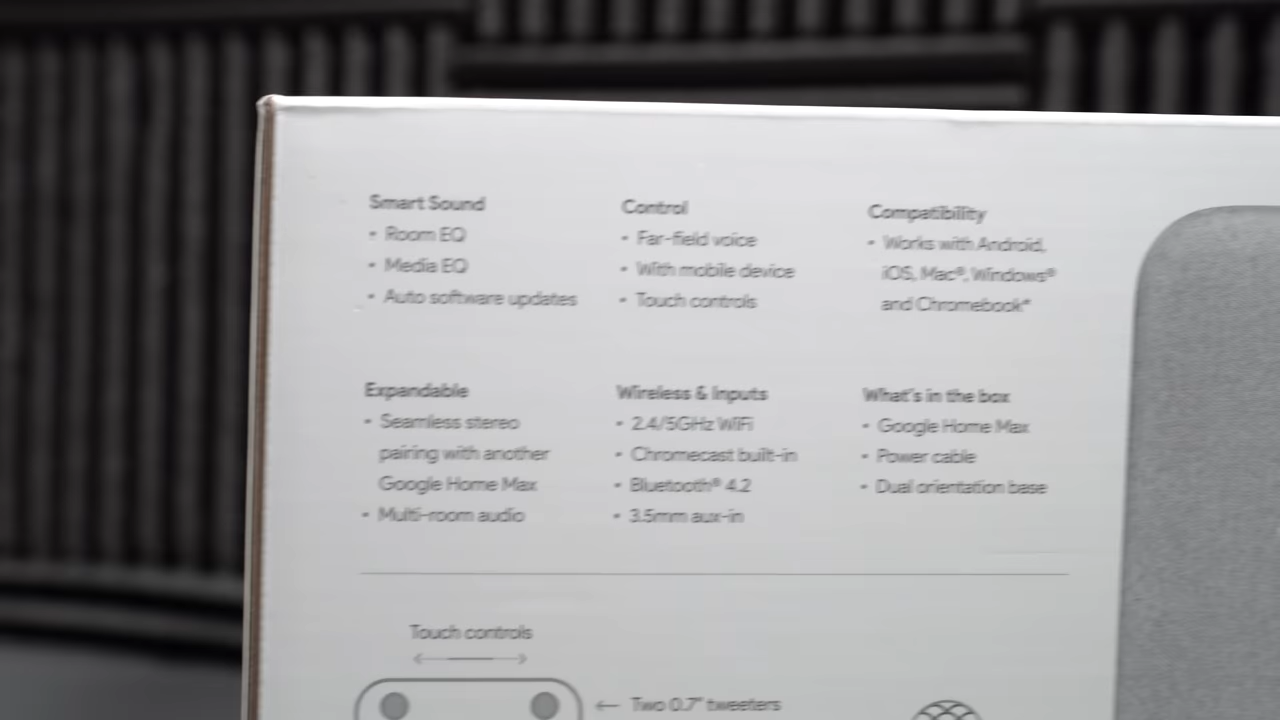 Smart Sound
• Room EQ
• Media EQ
• Auto software updates
Control
• Far-field voice
• With mobile device
• Touch controls
Compatibility
• Works with Android,
iOS, Mac®, Windows®
and Chromebook™
Expandable
• Seamless stereo
pairing with another
Google Home Max
• Multi-room audio
Wireless & Inputs
• 2.4/5GHz WiFi
• Chromecast built-in
• Bluetooth® 4.2
• 3.5mm aux-in
What's in the box
• Google Home Max
• Power cable
• Dual orientation base
Touch controls
Two 0.7" tweeters